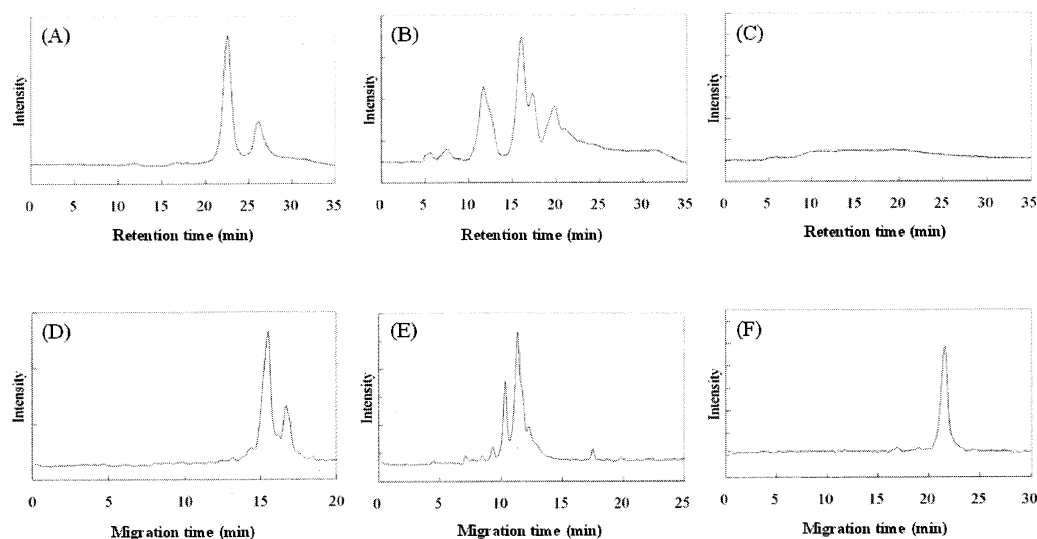 (A) (B) (C)
Intensity Intensity Intensity
0 5 10 15 20 25 30 35 0 5 10 15 20 25 30 35 0 5 10 15 20 25 30 35
Retention time (min) Retention time (min) Retention time (min)
(D) (E) (F)
Intensity Intensity Intensity
0 5 10 15 20 0 5 10 15 20 25 0 5 10 15 20 25 30
Migration time (min) Migration time (min) Migration time (min)